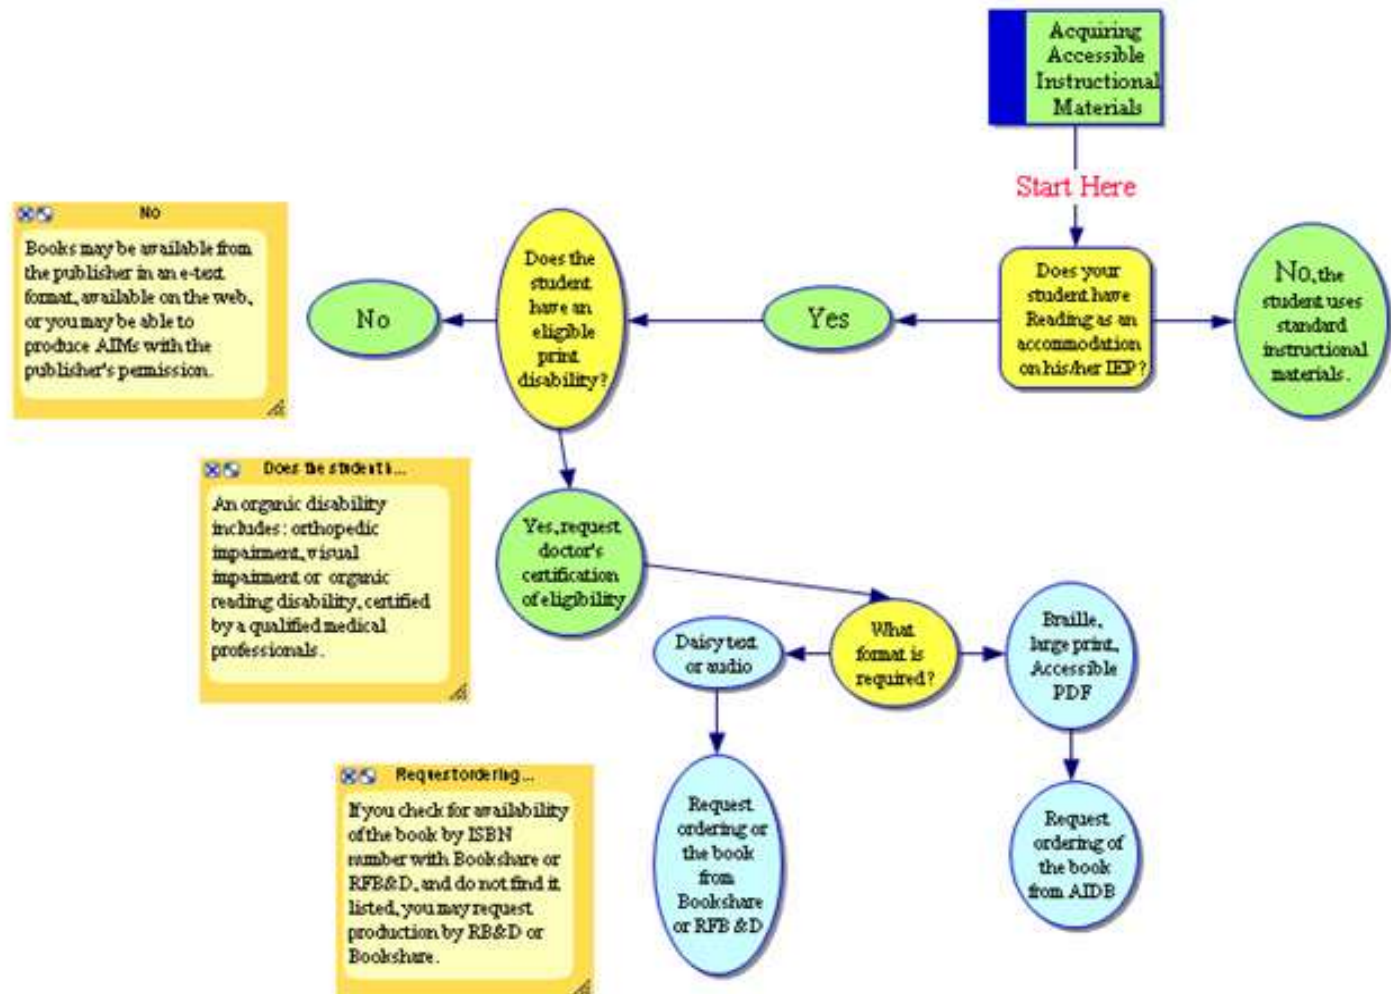 Acquiring
Accessible
Instructional
Materials
Start Here
Does your
student have
Reading as an
accommodation
on his/her IEP?
No, the
student uses
standard
instructional
materials.
Yes
Does the
student
have an
eligible
print
disability?
No
No
Books may be available from
the publisher in an e-text
format, available on the web,
or you may be able to
produce AIMs with the
publisher's permission.
Does the student h...
An organic disability
includes: orthopedic
impairment, visual
impairment or organic
reading disability, certified
by a qualified medical
professionals.
Yes, request
doctor's
certification
of eligibility
What
format is
required?
Daisy text
or audio
Braille,
large print,
Accessible
PDF
Request
ordering or
the book
from
Bookshare
or RFB &D
Request
ordering of
the book
from AIDB
Request ordering ...
If you check for availability
of the book by ISBN
number with Bookshare or
RFB&D, and do not find it
listed, you may request
production by RB&D or
Bookshare.